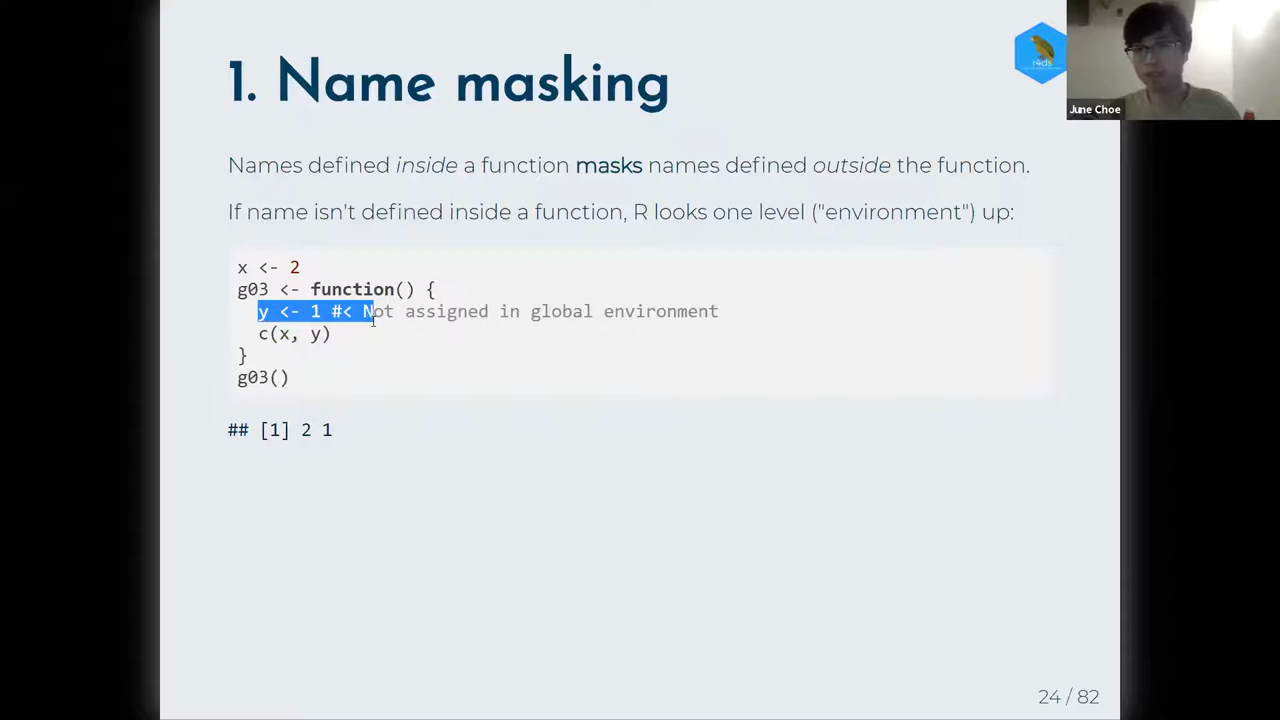 1. Name masking
r4ds
June Choe
Names defined inside a function masks names defined outside the function.
If name isn't defined inside a function, R looks one level ("environment") up:
x <- 2
g03 <- function() {
y <- 1 #< Not assigned in global environment
c(x, y)
}
g03()
## [1] 2 1
24 / 82